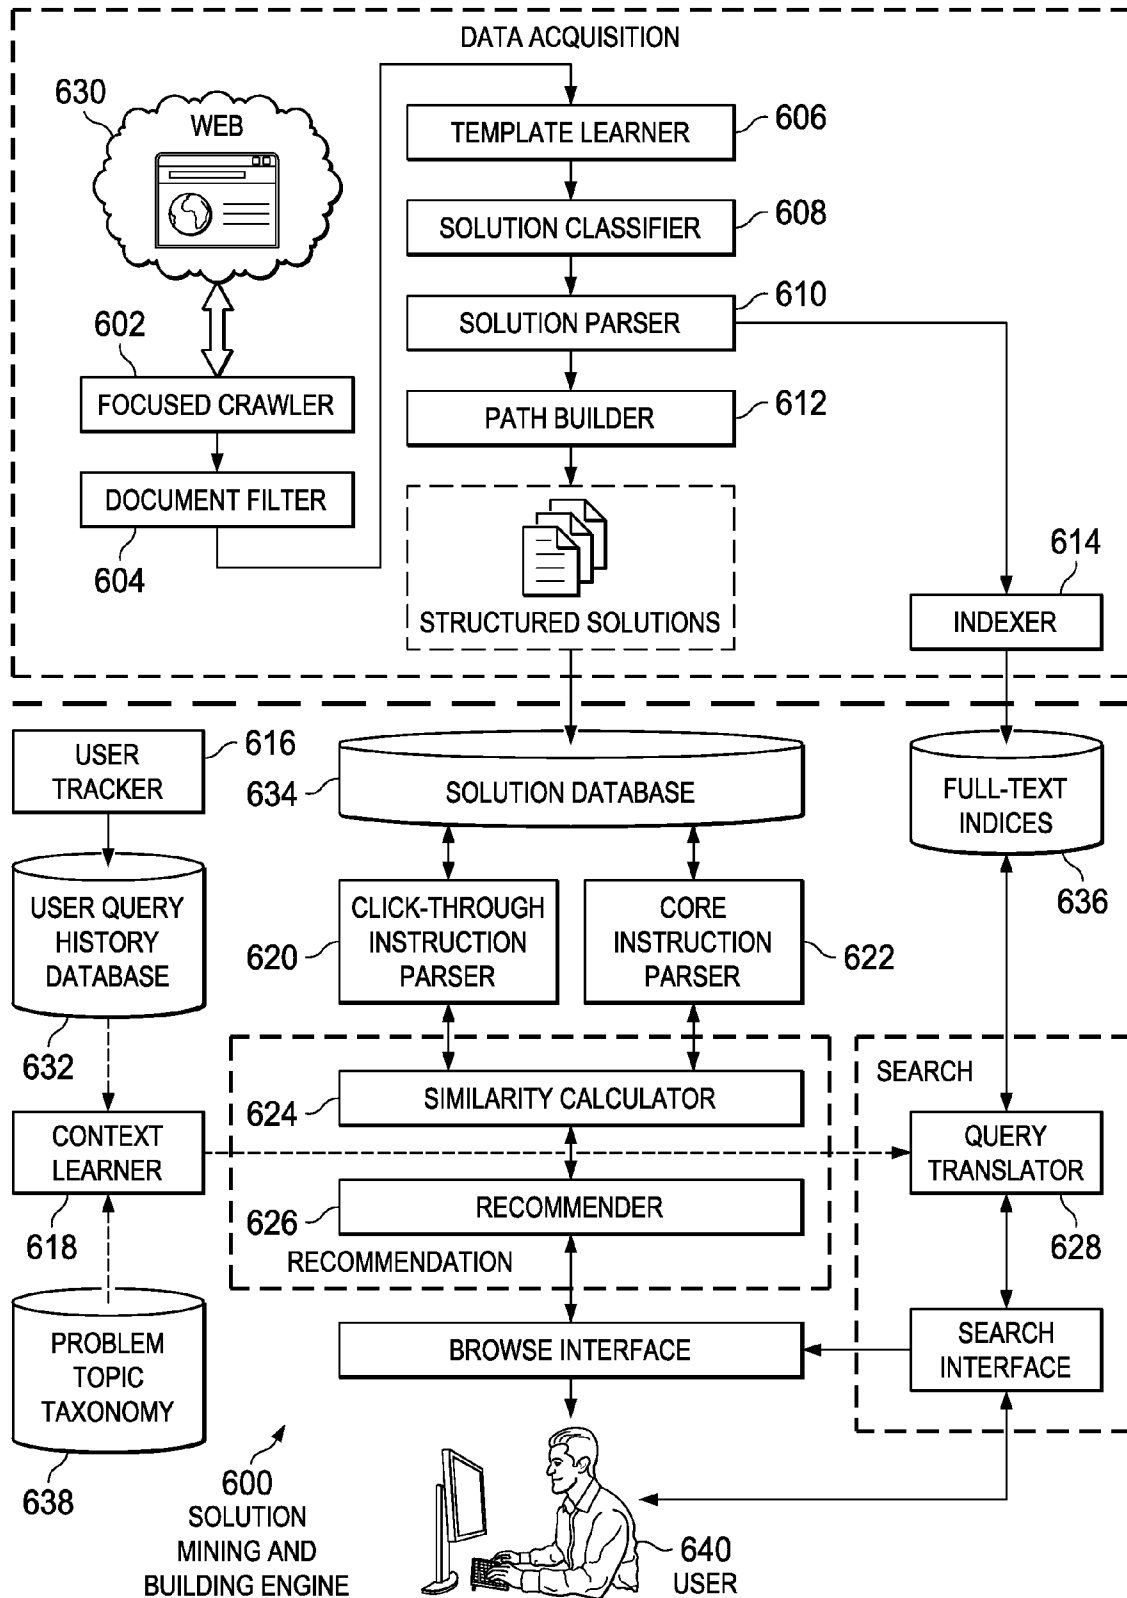 DATA ACQUISITION
630
WEB
TEMPLATE LEARNER
606
SOLUTION CLASSIFIER
608
602
SOLUTION PARSER
610
FOCUSED CRAWLER
PATH BUILDER
612
DOCUMENT FILTER
604
STRUCTURED SOLUTIONS
614
INDEXER
USER
TRACKER
616
634
SOLUTION DATABASE
FULL-TEXT
INDICES
636
USER QUERY
HISTORY
DATABASE
632
620
CLICK-THROUGH
INSTRUCTION
PARSER
CORE
INSTRUCTION
PARSER
622
SEARCH
624
SIMILARITY CALCULATOR
CONTEXT
LEARNER
618
QUERY
TRANSLATOR
628
626
RECOMMENDER
RECOMMENDATION
PROBLEM
TOPIC
TAXONOMY
638
BROWSE INTERFACE
SEARCH
INTERFACE
600
SOLUTION
MINING AND
BUILDING ENGINE
640
USER